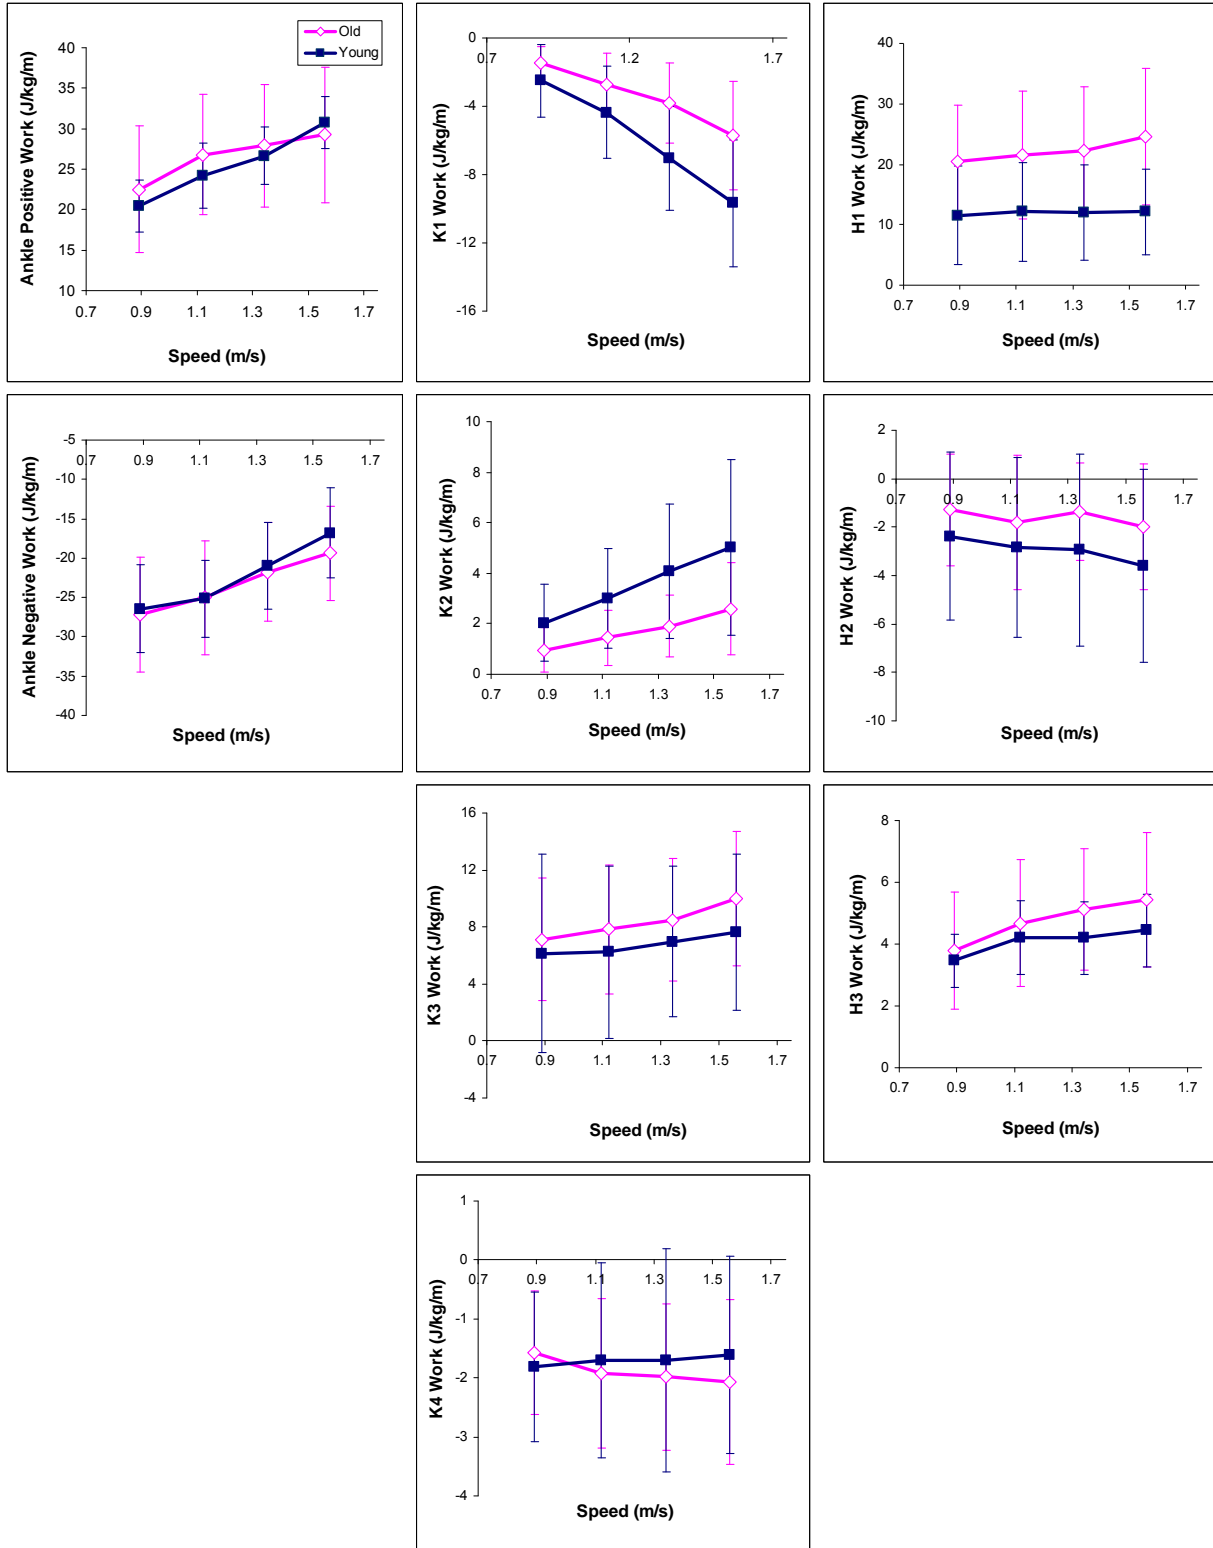 Ankle Positive Work (J/kg/m)
40
35
30
25
20
15
10
0.7 0.9 1.1 1.3 1.5 1.7
Speed (m/s)
Old
Young
K1 Work (J/kg/m)
0
-4
-8
-12
-16
0.7 1.2 1.7
Speed (m/s)
H1 Work (J/kg/m)
40
30
20
10
0
0.7 0.9 1.1 1.3 1.5 1.7
Speed (m/s)
Ankle Negative Work (J/kg/m)
-5
-10
-15
-20
-25
-30
-35
-40
0.7 0.9 1.1 1.3 1.5 1.7
Speed (m/s)
K2 Work (J/kg/m)
10
8
6
4
2
0
0.7 0.9 1.1 1.3 1.5 1.7
Speed (m/s)
H2 Work (J/kg/m)
2
0
-2
-4
-6
-8
-10
0.7 0.9 1.1 1.3 1.5 1.7
Speed (m/s)
K3 Work (J/kg/m)
16
12
8
4
0
-4
0.7 0.9 1.1 1.3 1.5 1.7
Speed (m/s)
H3 Work (J/kg/m)
8
6
4
2
0
0.7 0.9 1.1 1.3 1.5 1.7
Speed (m/s)
K4 Work (J/kg/m)
1
0
-1
-2
-3
-4
0.7 0.9 1.1 1.3 1.5 1.7
Speed (m/s)